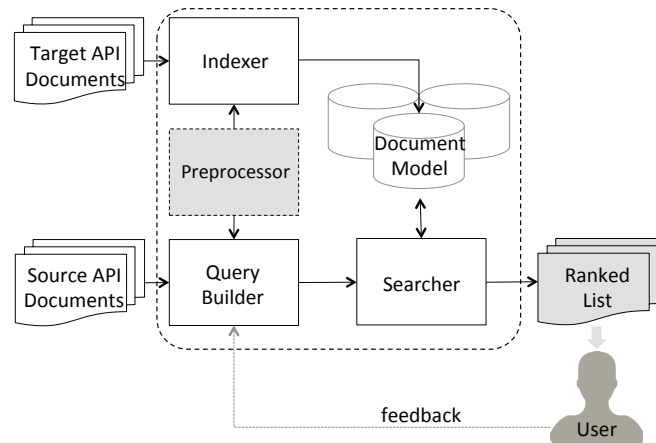 Target API
Documents
Indexer
Document
Model
Preprocessor
Source API
Documents
Query
Builder
Searcher
Ranked
List
feedback
User